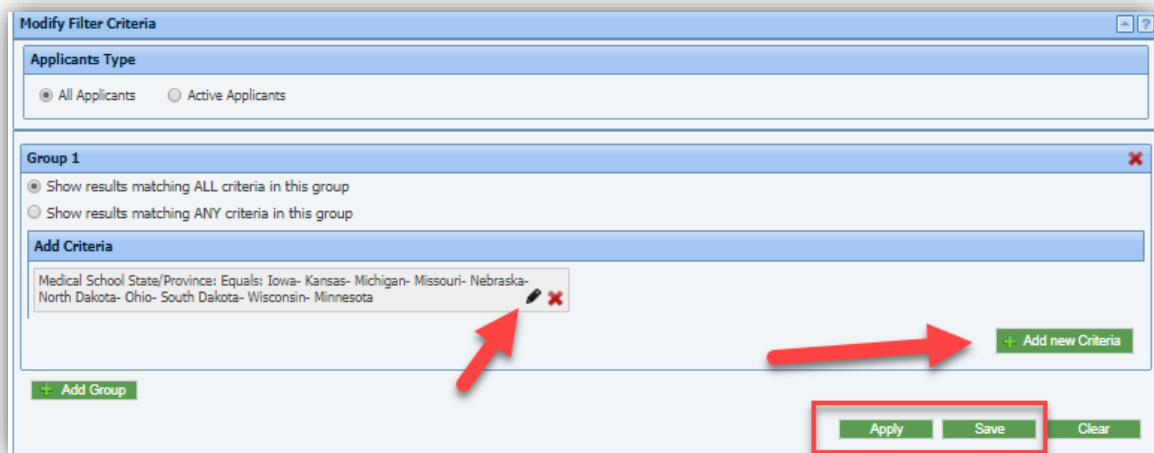 Modify Filter Criteria
?
Applicants Type
All Applicants Active Applicants
Group 1
Show results matching ALL criteria in this group
Show results matching ANY criteria in this group
Add Criteria
Medical School State/Province: Equals: Iowa- Kansas- Michigan- Missouri- Nebraska-
North Dakota- Ohio- South Dakota- Wisconsin- Minnesota
+ Add new Criteria
+ Add Group
Apply Save Clear